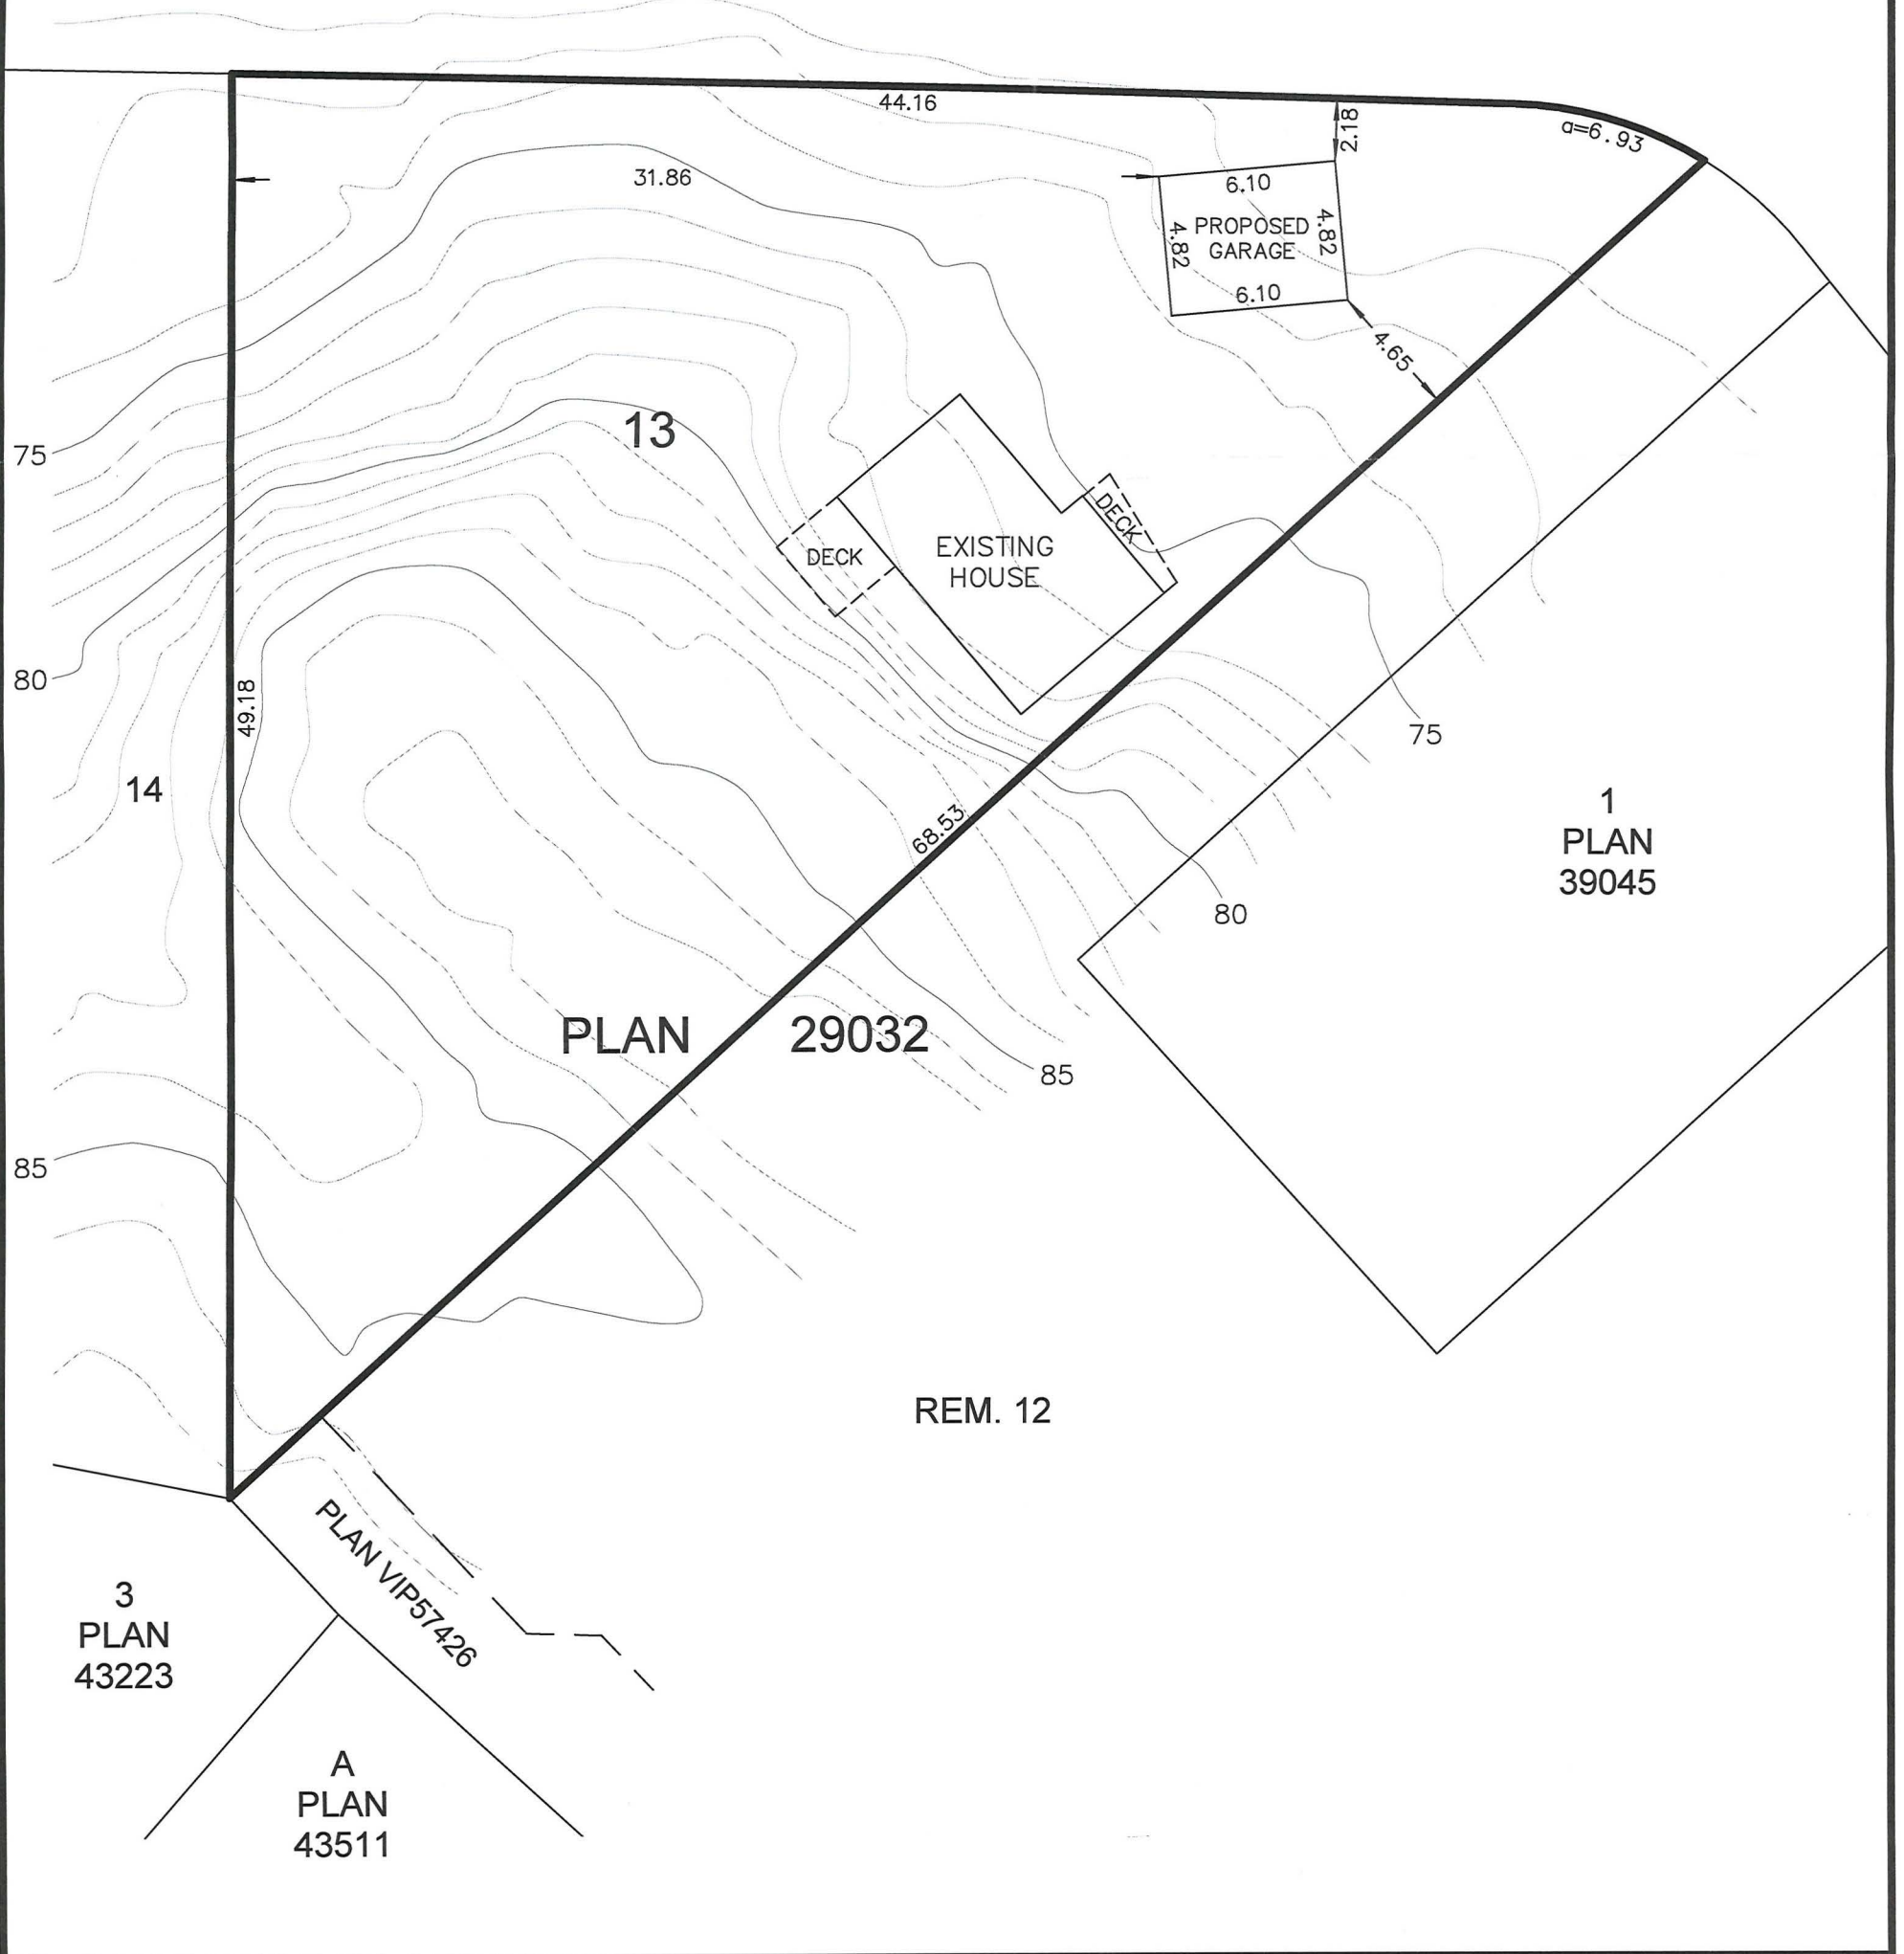 44.16
a=6.93
2.18
31.86
6.10
4.82
PROPOSED
GARAGE
4.82
6.10
4.65
13
75
DECK
DECK
EXISTING
HOUSE
80
49.18
75
14
1
PLAN
39045
68.53
80
PLAN 29032
85
85
REM. 12
PLAN VIP57426
3
PLAN
43223
A
PLAN
43511